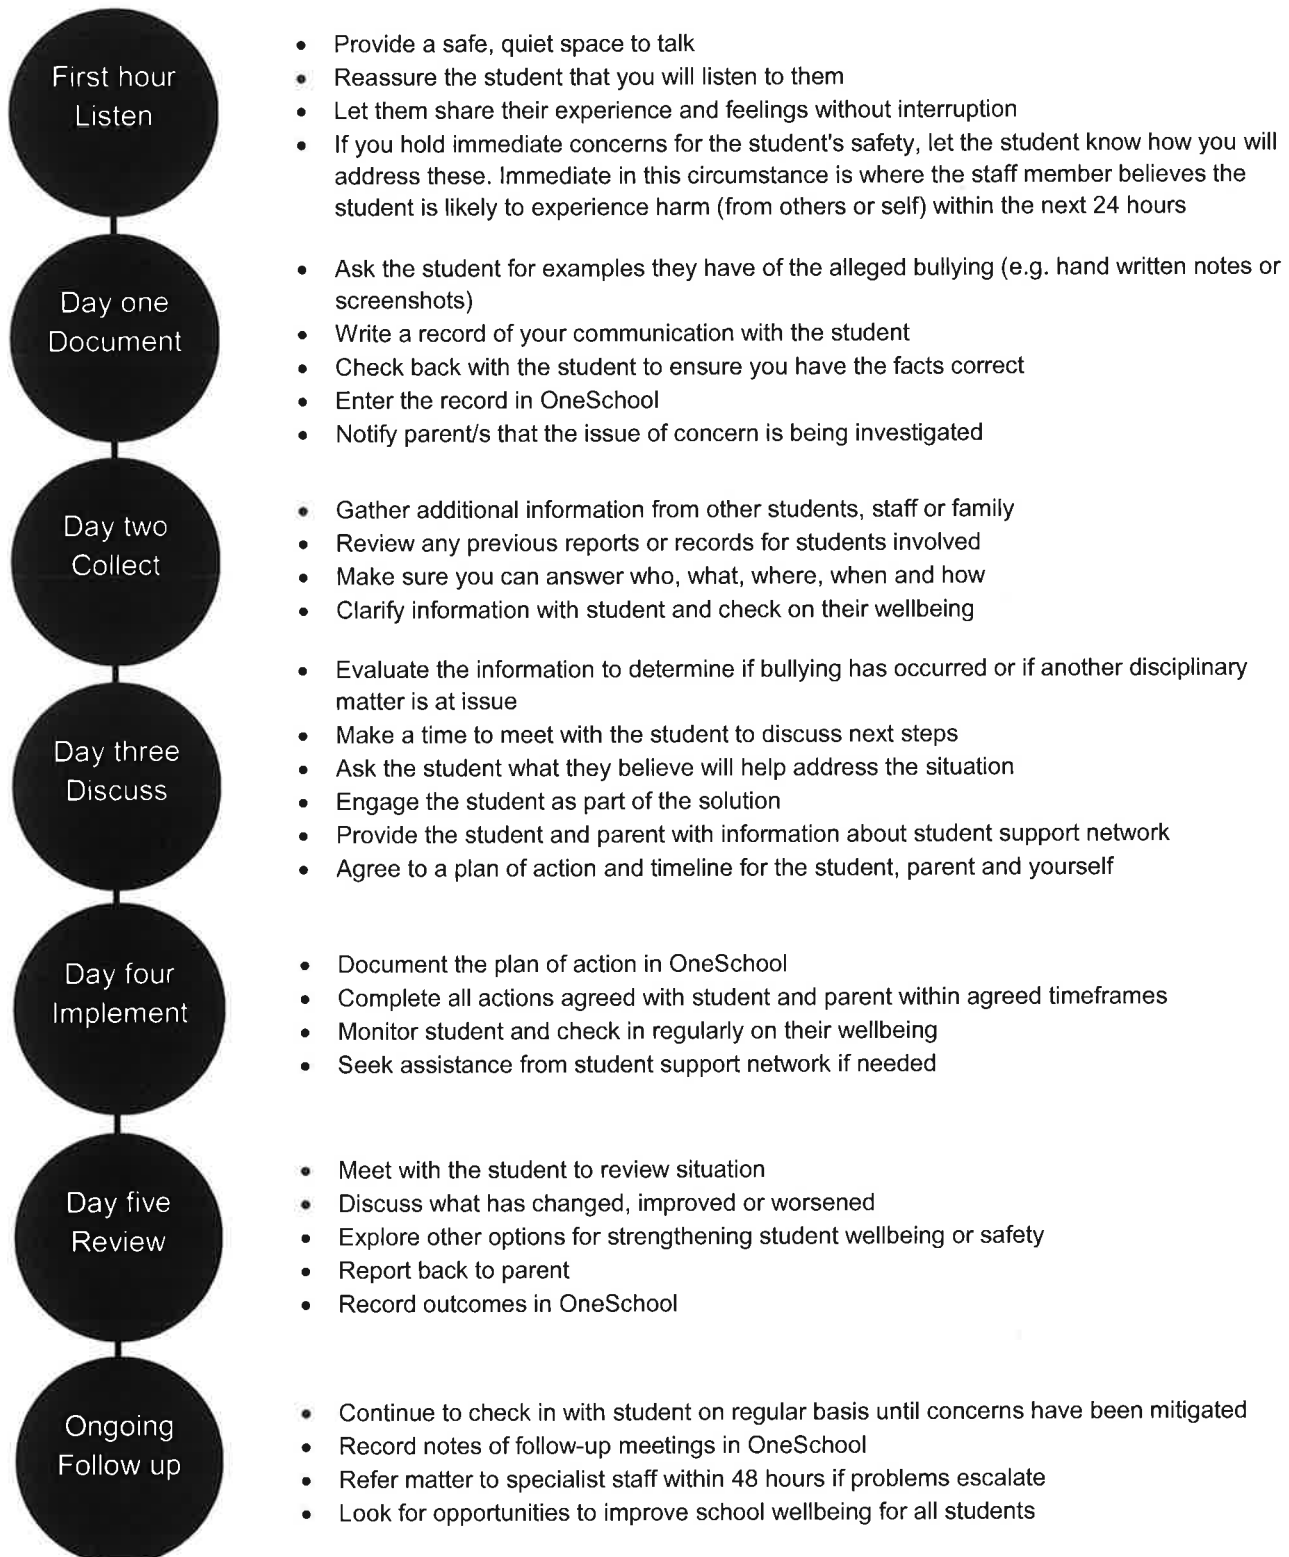 First hour
Listen
• Provide a safe, quiet space to talk
• Reassure the student that you will listen to them
• Let them share their experience and feelings without interruption
• If you hold immediate concerns for the student's safety, let the student know how you will
address these. Immediate in this circumstance is where the staff member believes the
student is likely to experience harm (from others or self) within the next 24 hours
Day one
Document
• Ask the student for examples they have of the alleged bullying (e.g. hand written notes or
screenshots)
• Write a record of your communication with the student
• Check back with the student to ensure you have the facts correct
• Enter the record in OneSchool
• Notify parent/s that the issue of concern is being investigated
Day two
Collect
• Gather additional information from other students, staff or family
• Review any previous reports or records for students involved
• Make sure you can answer who, what, where, when and how
• Clarify information with student and check on their wellbeing
Day three
Discuss
• Evaluate the information to determine if bullying has occurred or if another disciplinary
matter is at issue
• Make a time to meet with the student to discuss next steps
• Ask the student what they believe will help address the situation
• Engage the student as part of the solution
• Provide the student and parent with information about student support network
• Agree to a plan of action and timeline for the student, parent and yourself
Day four
Implement
• Document the plan of action in OneSchool
• Complete all actions agreed with student and parent within agreed timeframes
• Monitor student and check in regularly on their wellbeing
• Seek assistance from student support network if needed
Day five
Review
• Meet with the student to review situation
• Discuss what has changed, improved or worsened
• Explore other options for strengthening student wellbeing or safety
• Report back to parent
• Record outcomes in OneSchool
Ongoing
Follow up
• Continue to check in with student on regular basis until concerns have been mitigated
• Record notes of follow-up meetings in OneSchool
• Refer matter to specialist staff within 48 hours if problems escalate
• Look for opportunities to improve school wellbeing for all students